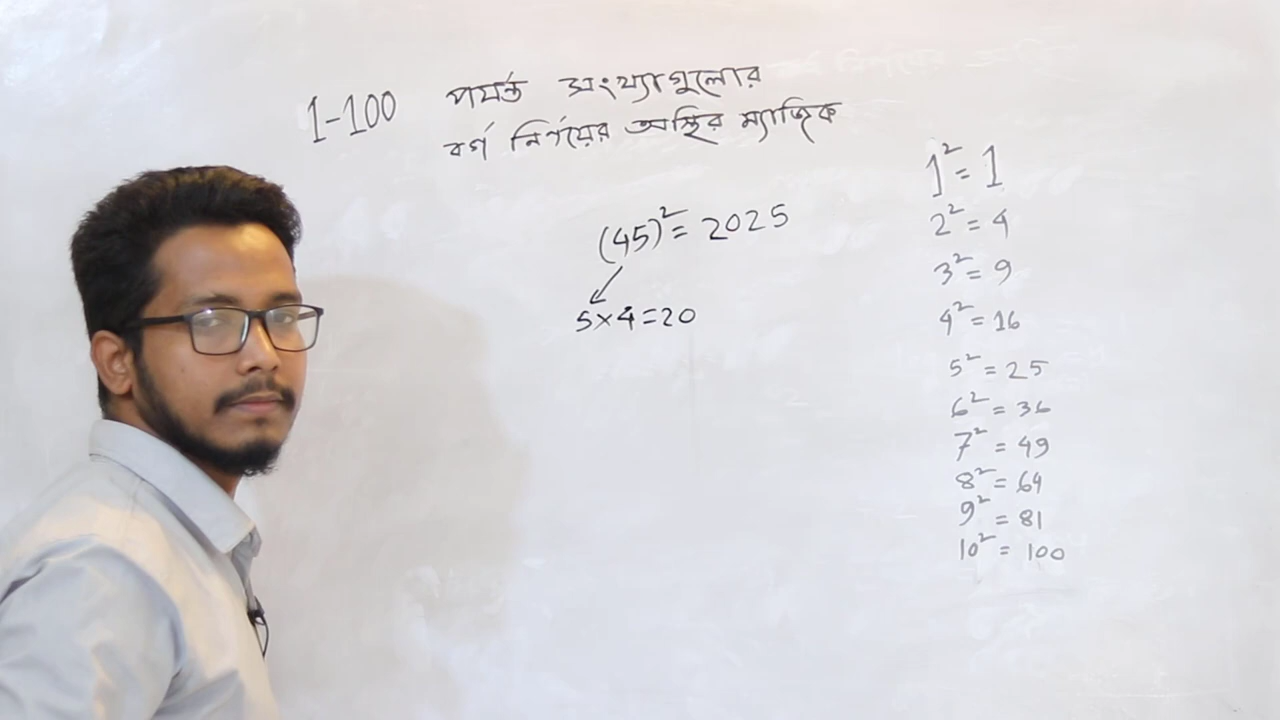 1-100 পর্যন্ত সংখ্যাগুলোর
বর্গ নির্ণয়ের অস্থির ম্যাজিক
(45)² = 2025
5×4=20
1² = 1
2² = 4
3² = 9
4² = 16
5² = 25
6² = 36
7² = 49
8² = 64
9² = 81
10² = 100